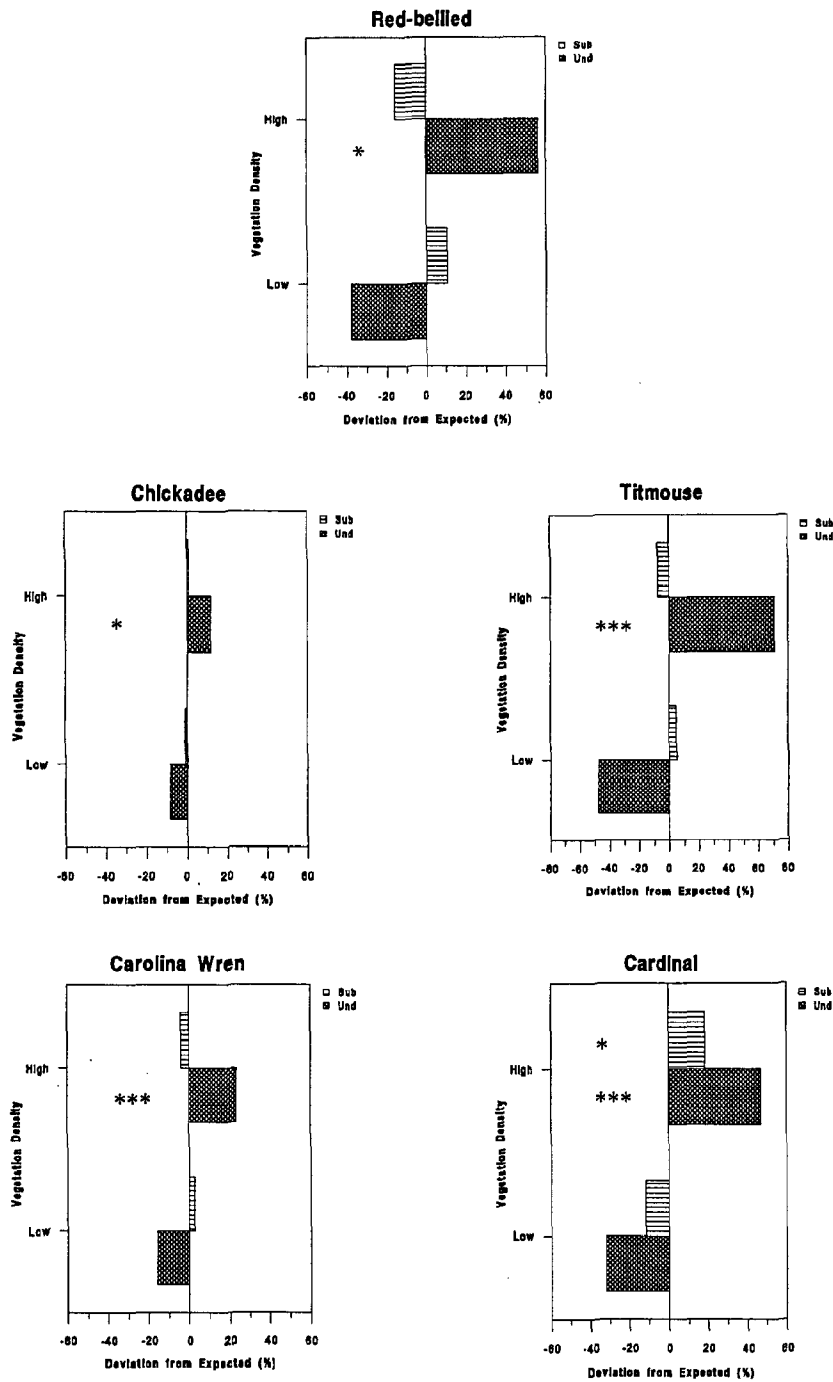 Red-bellied
Sub
Und
High
*
Low
Vegetation Density
-60 -40 -20 0 20 40 60
Deviation from Expected (%)
Chickadee
Sub
Und
High
*
Low
Vegetation Density
-60 -40 -20 0 20 40 60
Deviation from Expected (%)
Titmouse
Sub
Und
High
***
Low
Vegetation Density
-80 -60 -40 -20 0 20 40 60 80
Deviation from Expected (%)
Carolina Wren
Sub
Und
High
***
Low
Vegetation Density
-60 -40 -20 0 20 40 60
Deviation from Expected (%)
Cardinal
Sub
Und
*
High
***
Low
Vegetation Density
-60 -40 -20 0 20 40 60
Deviation from Expected (%)